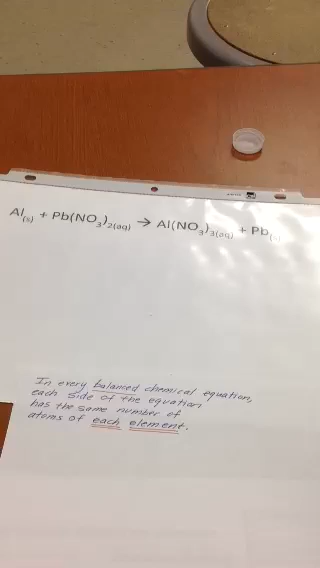 Al(s) + Pb(NO3)2(aq) → Al(NO3)3(aq) + Pb(s)
In every balanced chemical equation,
each side of the equation
has the same number of
atoms of each element.